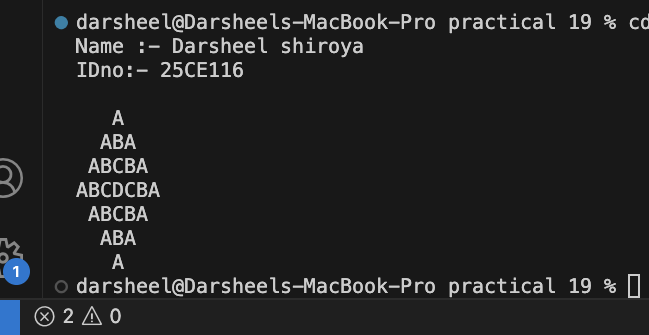 darsheel@Darsheels-MacBook-Pro practical 19 % cd
Name :- Darsheel shiroya
IDno:- 25CE116
   A
  ABA
 ABCBA
ABCDCBA
 ABCBA
  ABA
   A
darsheel@Darsheels-MacBook-Pro practical 19 %
1
2 0